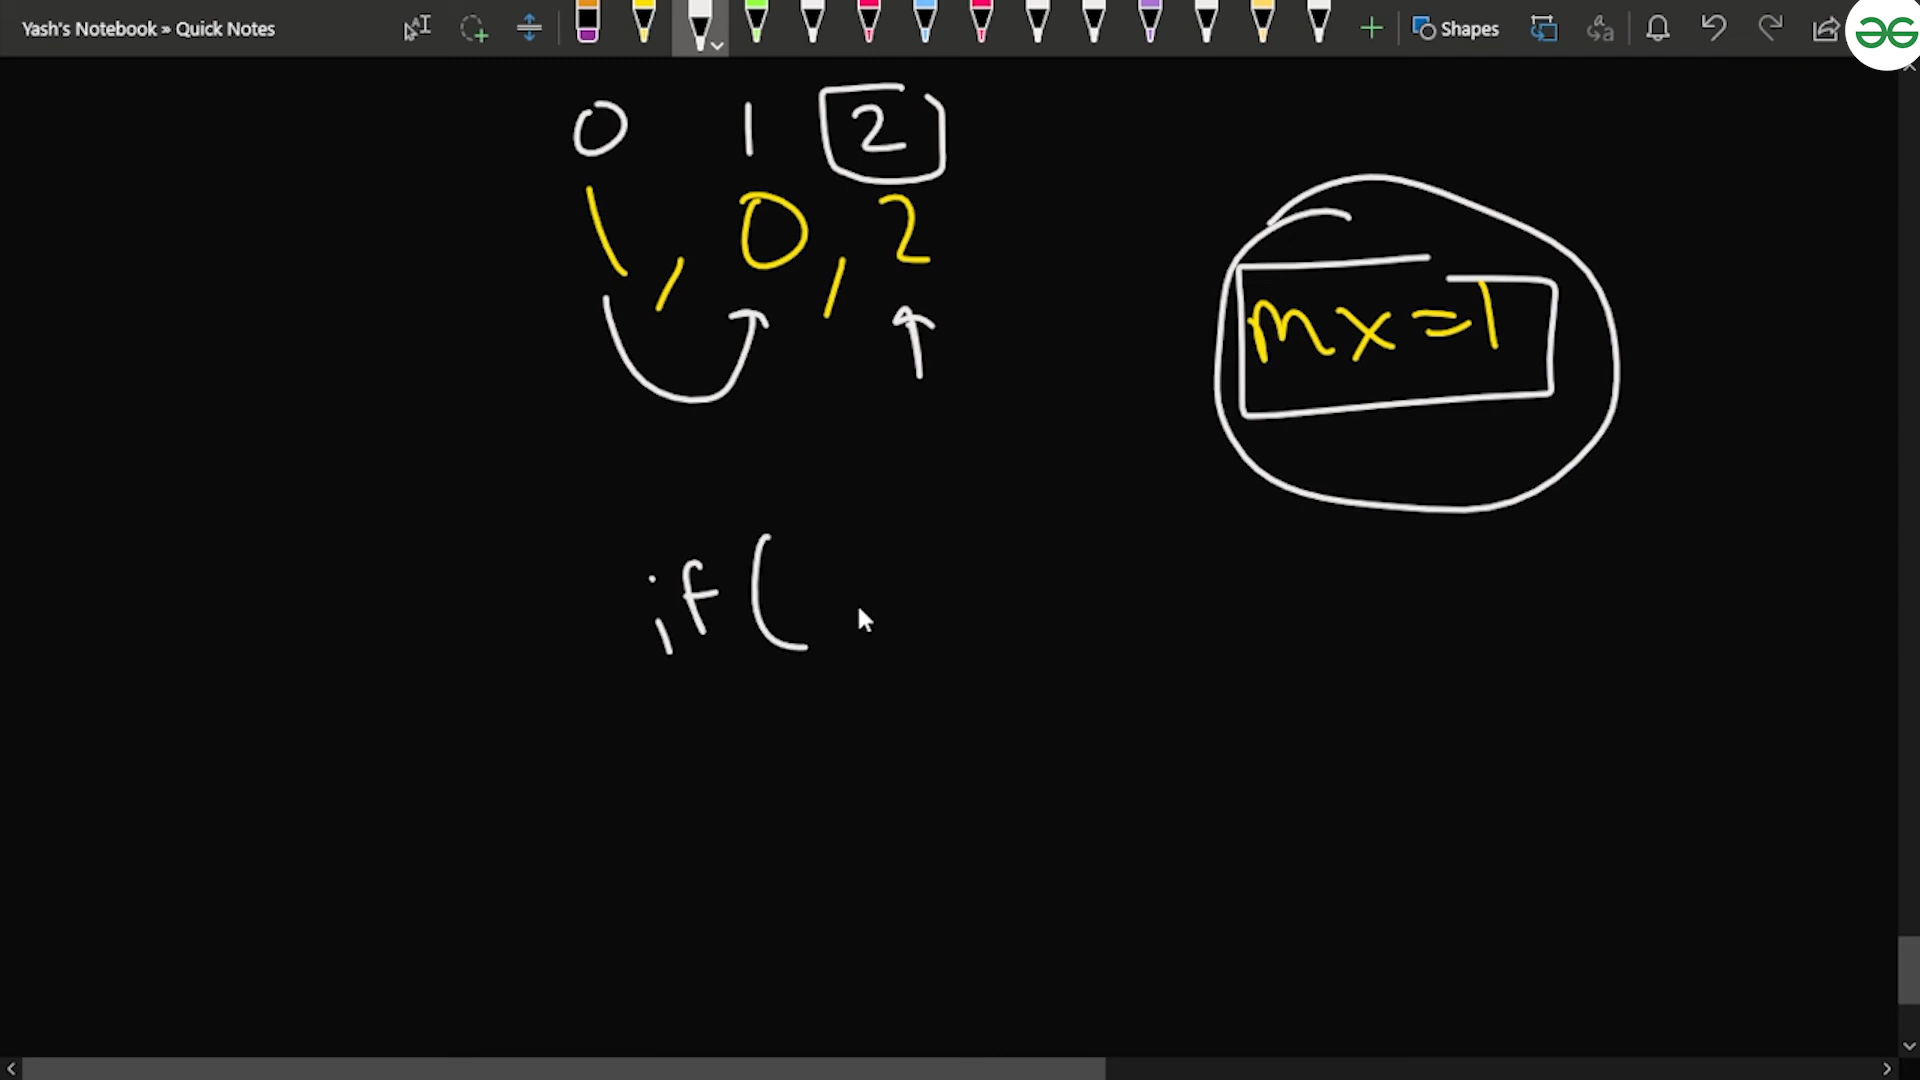 Yash's Notebook » Quick Notes
Shapes
0 1 2
1, 0, 2
mx=1
if (